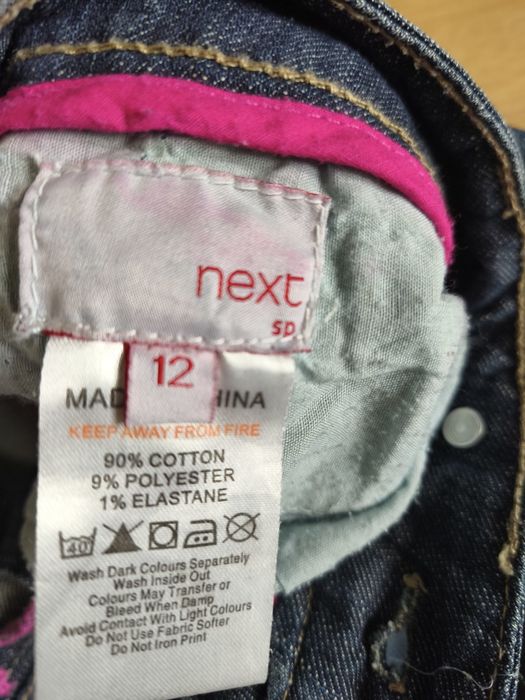 next
sp
12
MAD HINA
KEEP AWAY FROM FIRE
90% COTTON
9% POLYESTER
1% ELASTANE
40
Wash Dark Colours Separately
Wash Inside Out
Colours May Transfer or
Bleed When Damp
Avoid Contact With Light Colours
Do Not Use Fabric Softer
Do Not Iron Print